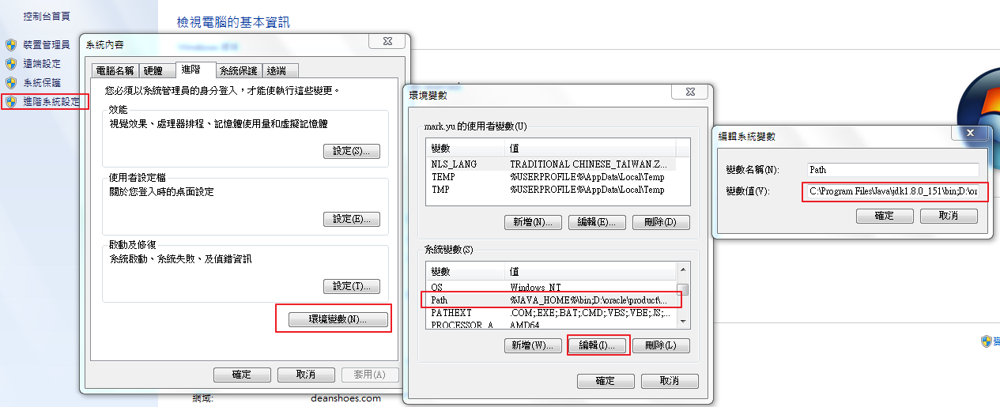 控制台首頁
裝置管理員
遠端設定
系統保護
進階系統設定
檢視電腦的基本資訊
系統內容
電腦名稱 硬體 進階 系統保護 遠端
您必須以系統管理員的身分登入，才能使執行這些變更。
效能
視覺效果、處理器排程、記憶體使用量和虛擬記憶體
設定(S)...
使用者設定檔
關於您登入時的桌面設定
設定(E)...
啟動及修復
系統啟動、系統失敗、及偵錯資訊
設定(T)...
環境變數(N)...
確定 取消 套用(A)
網域: deanshoes.com
環境變數
mark.yu 的使用者變數(U)
變數 值
NLS_LANG TRADITIONAL CHINESE_TAIWAN.Z...
TEMP %USERPROFILE%\AppData\Local\Temp
TMP %USERPROFILE%\AppData\Local\Temp
新增(N)... 編輯(E)... 刪除(D)
系統變數(S)
變數 值
OS Windows_NT
Path %JAVA_HOME%\bin;D:\oracle\product\...
PATHEXT .COM;.EXE;.BAT;.CMD;.VBS;.VBE;.JS;...
PROCESSOR_A AMD64
新增(W)... 編輯(I)... 刪除(L)
確定 取消
編輯系統變數
變數名稱(N): Path
變數值(V): C:\Program Files\Java\jdk1.8.0_151\bin;D:\or
確定 取消